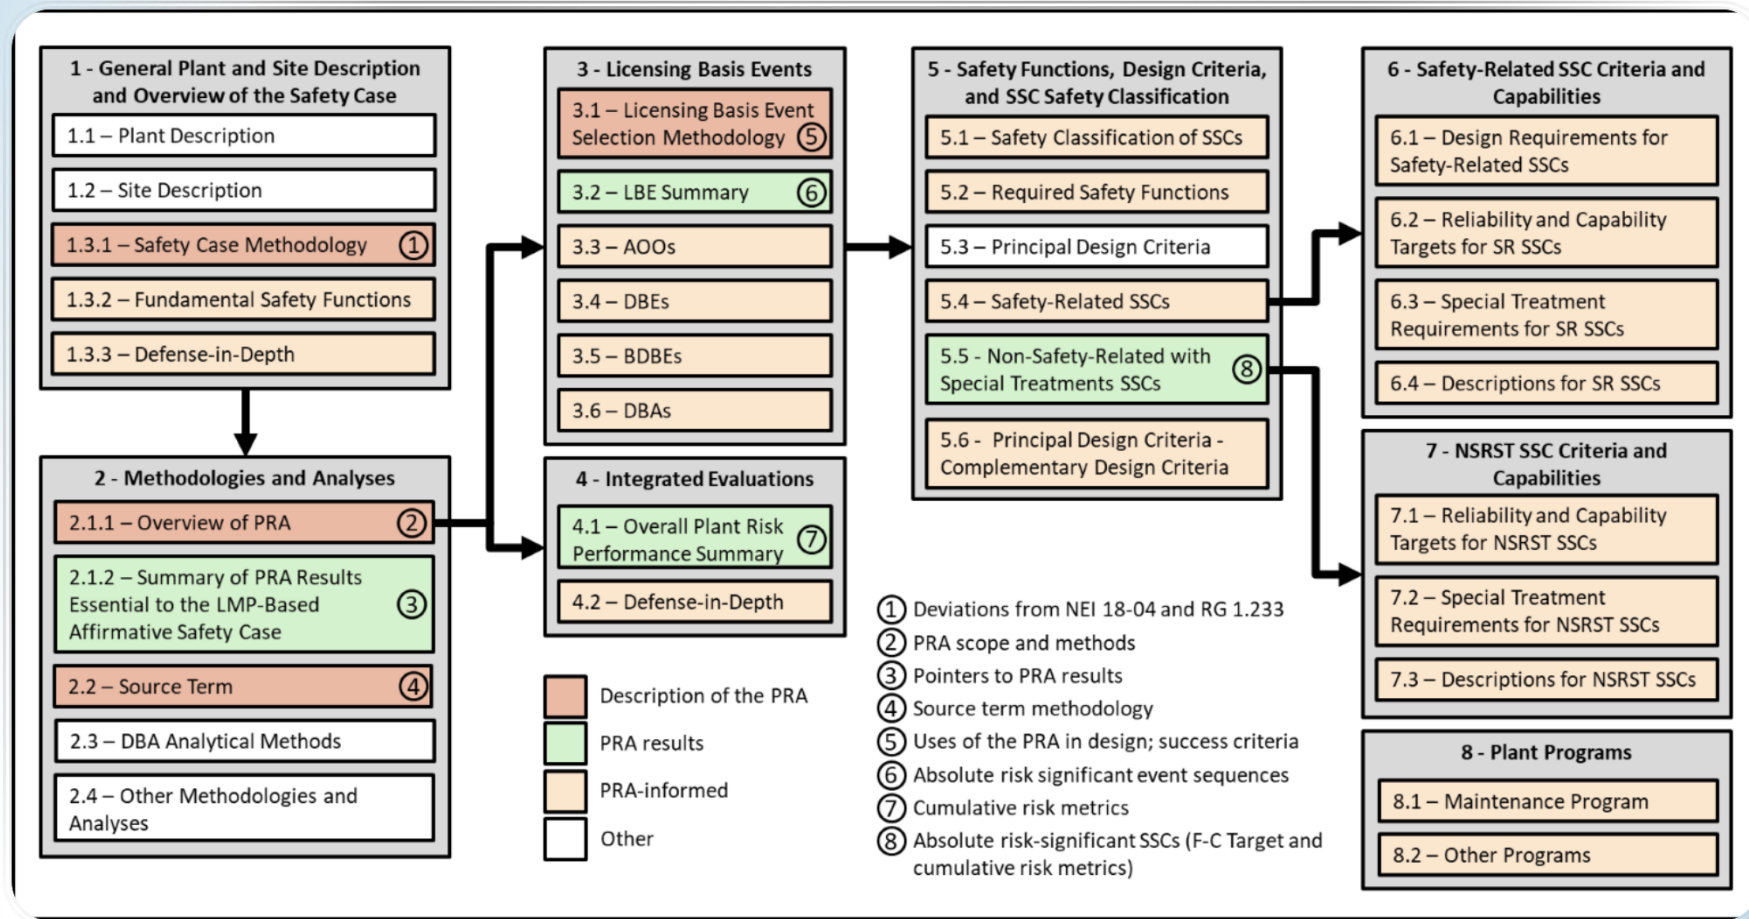 1 - General Plant and Site Description
and Overview of the Safety Case
1.1 – Plant Description
1.2 – Site Description
1.3.1 – Safety Case Methodology ①
1.3.2 – Fundamental Safety Functions
1.3.3 – Defense-in-Depth
2 - Methodologies and Analyses
2.1.1 – Overview of PRA ②
2.1.2 – Summary of PRA Results
Essential to the LMP-Based
Affirmative Safety Case ③
2.2 – Source Term ④
2.3 – DBA Analytical Methods
2.4 – Other Methodologies and
Analyses
3 - Licensing Basis Events
3.1 – Licensing Basis Event
Selection Methodology ⑤
3.2 – LBE Summary ⑥
3.3 – AOOs
3.4 – DBEs
3.5 – BDBEs
3.6 – DBAs
4 - Integrated Evaluations
4.1 – Overall Plant Risk
Performance Summary ⑦
4.2 – Defense-in-Depth
Description of the PRA
PRA results
PRA-informed
Other
5 - Safety Functions, Design Criteria,
and SSC Safety Classification
5.1 – Safety Classification of SSCs
5.2 – Required Safety Functions
5.3 – Principal Design Criteria
5.4 – Safety-Related SSCs
5.5 - Non-Safety-Related with
Special Treatments SSCs ⑧
5.6 - Principal Design Criteria -
Complementary Design Criteria
① Deviations from NEI 18-04 and RG 1.233
② PRA scope and methods
③ Pointers to PRA results
④ Source term methodology
⑤ Uses of the PRA in design; success criteria
⑥ Absolute risk significant event sequences
⑦ Cumulative risk metrics
⑧ Absolute risk-significant SSCs (F-C Target and
cumulative risk metrics)
6 - Safety-Related SSC Criteria and
Capabilities
6.1 – Design Requirements for
Safety-Related SSCs
6.2 – Reliability and Capability
Targets for SR SSCs
6.3 – Special Treatment
Requirements for SR SSCs
6.4 – Descriptions for SR SSCs
7 - NSRST SSC Criteria and
Capabilities
7.1 – Reliability and Capability
Targets for NSRST SSCs
7.2 – Special Treatment
Requirements for NSRST SSCs
7.3 – Descriptions for NSRST SSCs
8 - Plant Programs
8.1 – Maintenance Program
8.2 – Other Programs